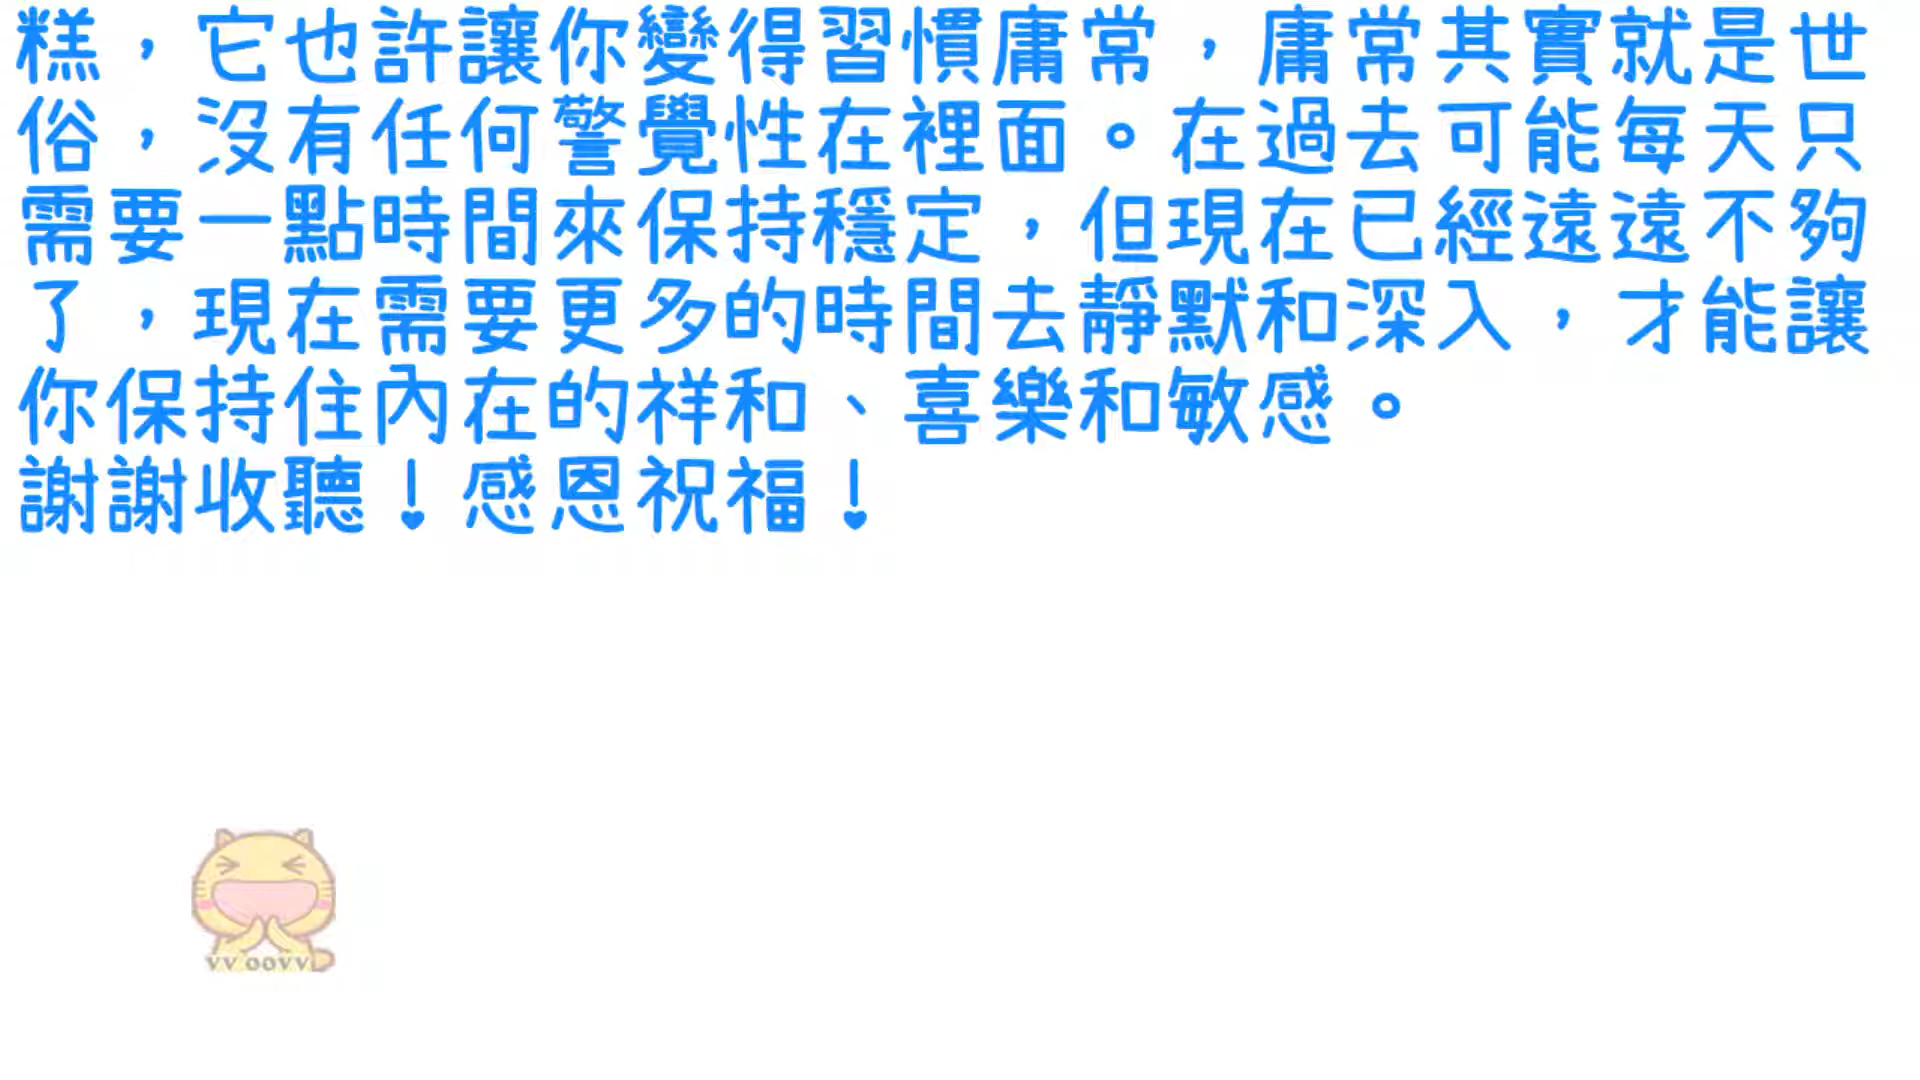 糕，它也許讓你變得習慣庸常，庸常其實就是世
俗，沒有任何警覺性在裡面。在過去可能每天只
需要一點時間來保持穩定，但現在已經遠遠不夠
了，現在需要更多的時間去靜默和深入，才能讓
你保持住內在的祥和、喜樂和敏感。
謝謝收聽！感恩祝福！
vv oovv